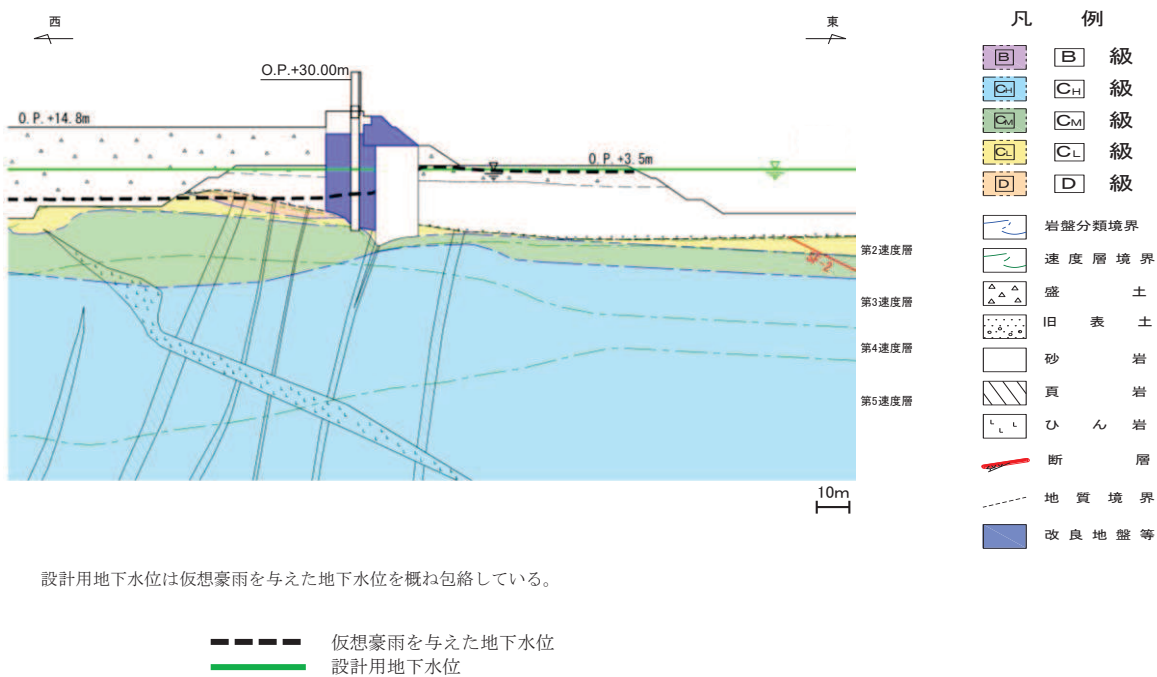 西
東
O.P.+30.00m
O.P.+14.8m
O.P.+3.5m
SF-2
第2速度層
第3速度層
第4速度層
第5速度層
10m
凡 例
B B 級
CH CH 級
CM CM 級
CL CL 級
D D 級
岩盤分類境界
速度層境界
盛土
旧表土
砂岩
頁岩
ひん岩
断層
地質境界
改良地盤等
設計用地下水位は仮想豪雨を与えた地下水位を概ね包絡している。
仮想豪雨を与えた地下水位
設計用地下水位